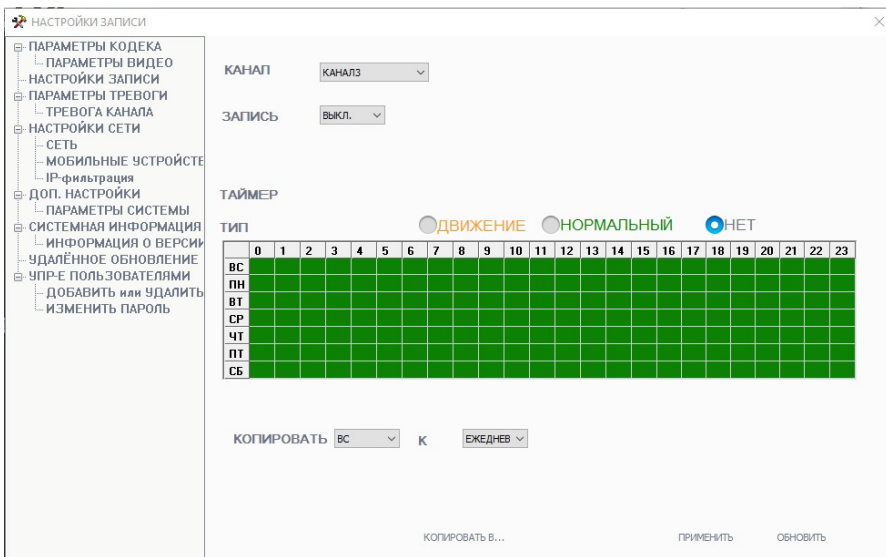 НАСТРОЙКИ ЗАПИСИ
ПАРАМЕТРЫ КОДЕКА
ПАРАМЕТРЫ ВИДЕО
НАСТРОЙКИ ЗАПИСИ
ПАРАМЕТРЫ ТРЕВОГИ
ТРЕВОГА КАНАЛА
НАСТРОЙКИ СЕТИ
СЕТЬ
МОБИЛЬНЫЕ УСТРОЙСТЕ
IP-фильтрация
ДОП. НАСТРОЙКИ
ПАРАМЕТРЫ СИСТЕМЫ
СИСТЕМНАЯ ИНФОРМАЦИЯ
ИНФОРМАЦИЯ О ВЕРСИИ
УДАЛЁННОЕ ОБНОВЛЕНИЕ
УПР-Е ПОЛЬЗОВАТЕЛЯМИ
ДОБАВИТЬ или УДАЛИТЬ
ИЗМЕНИТЬ ПАРОЛЬ
КАНАЛ КАНАЛ3
ЗАПИСЬ ВЫКЛ.
ТАЙМЕР
ТИП ДВИЖЕНИЕ НОРМАЛЬНЫЙ НЕТ
0 1 2 3 4 5 6 7 8 9 10 11 12 13 14 15 16 17 18 19 20 21 22 23
ВС
ПН
ВТ
СР
ЧТ
ПТ
СБ
КОПИРОВАТЬ ВС К ЕЖЕДНЕВ
КОПИРОВАТЬ В... ПРИМЕНИТЬ ОБНОВИТЬ